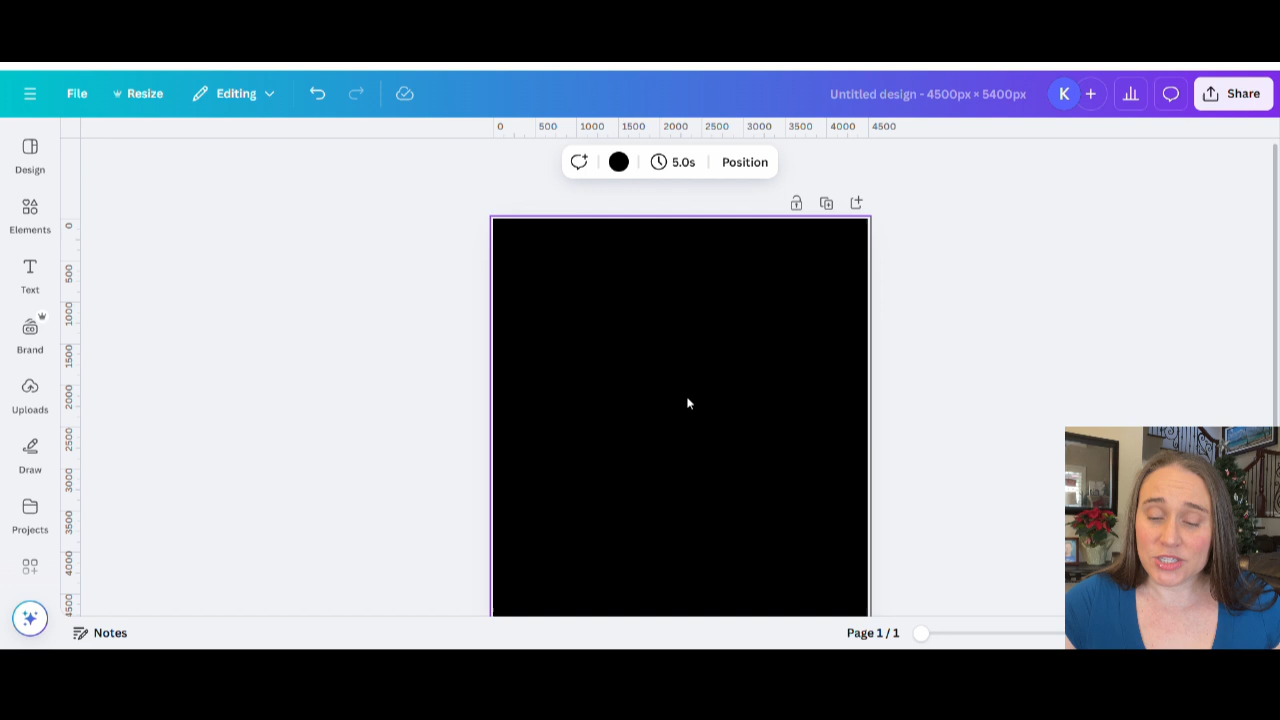 File Resize Editing Untitled design - 4500px × 5400px K + Share
0 500 1000 1500 2000 2500 3000 3500 4000 4500
5.0s Position
Design
Elements
Text
Brand
Uploads
Draw
Projects
0
500
1000
1500
2000
2500
3000
3500
4000
4500
Notes Page 1 / 1